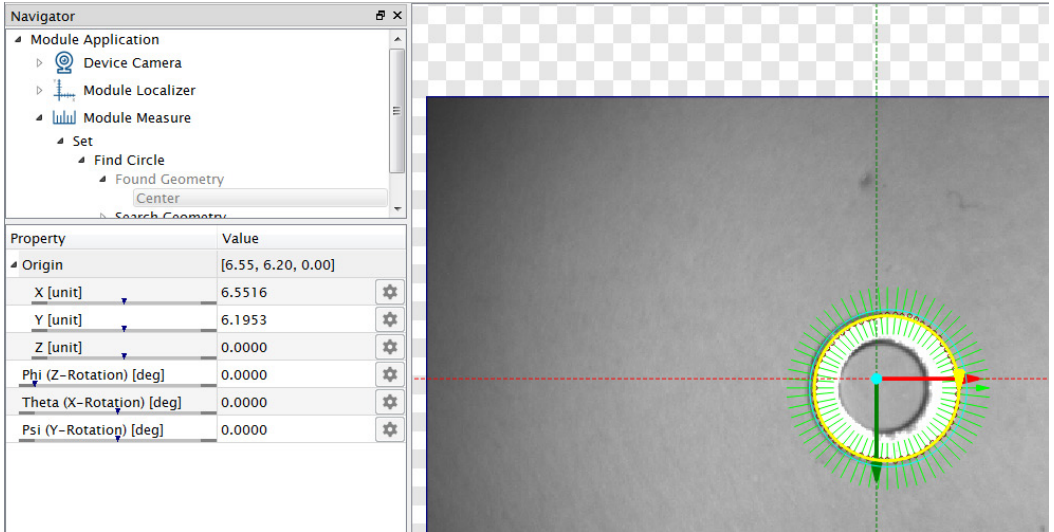 Navigator
Module Application
Device Camera
Module Localizer
Module Measure
Set
Find Circle
Found Geometry
Center
Search Geometry
Property Value
Origin [6.55, 6.20, 0.00]
X [unit] 6.5516
Y [unit] 6.1953
Z [unit] 0.0000
Phi (Z-Rotation) [deg] 0.0000
Theta (X-Rotation) [deg] 0.0000
Psi (Y-Rotation) [deg] 0.0000